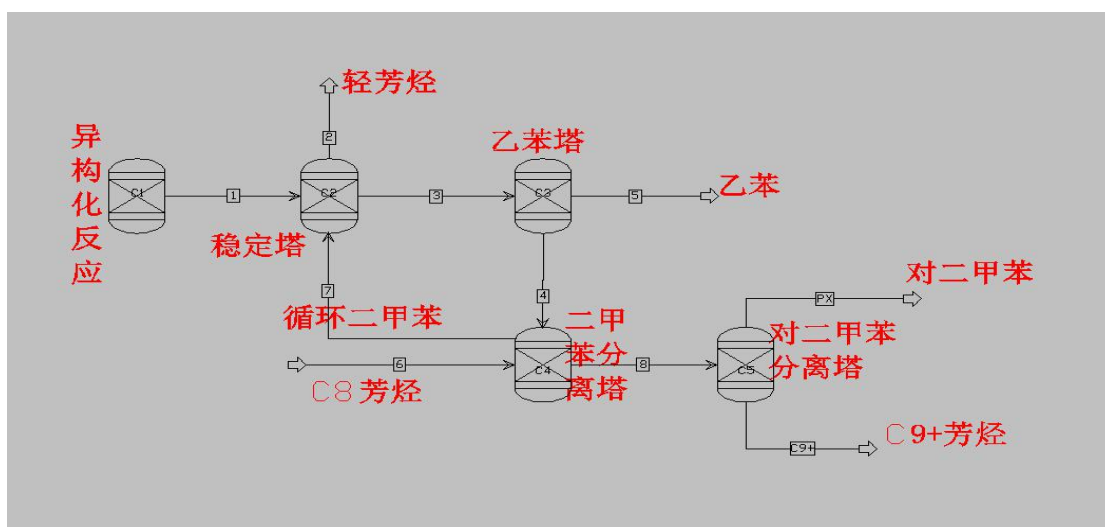 轻芳烃
2
异构化反应
C1
1
C2
3
乙苯塔
C3
5
乙苯
稳定塔
7
4
循环二甲苯
二甲苯分离塔
C4
6
C8芳烃
8
PX
对二甲苯
对二甲苯
分离塔
C5
C9+
C9+芳烃